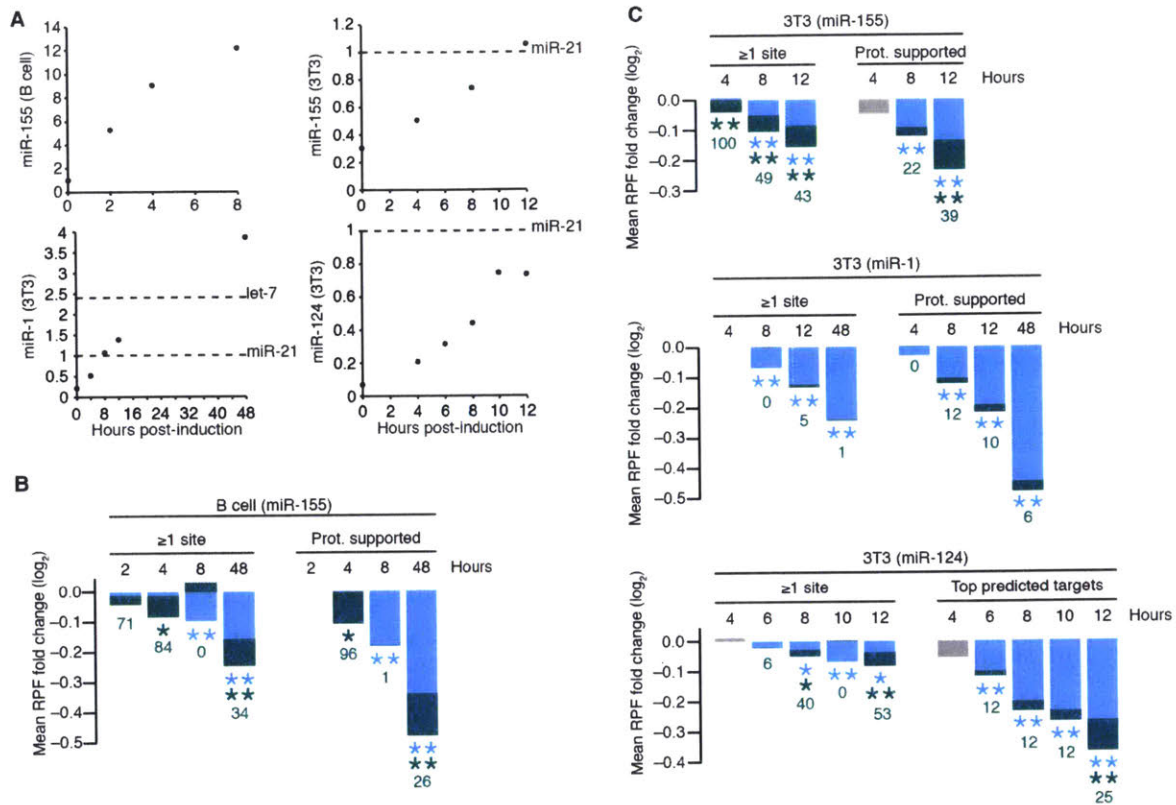 A
miR-155 (B cell)
14
12
10
8
6
4
2
0
0 2 4 6 8
miR-155 (3T3)
1.2
1
0.8
0.6
0.4
0.2
0
0 2 4 6 8 10 12
miR-21
miR-1 (3T3)
4
3.5
3
2.5
2
1.5
1
0.5
0
0 8 16 24 32 40 48
Hours post-induction
let-7
miR-21
miR-124 (3T3)
1
0.8
0.6
0.4
0.2
0
0 2 4 6 8 10 12
Hours post-induction
miR-21
B
B cell (miR-155)
≥1 site Prot. supported
2 4 8 48 2 4 8 48 Hours
Mean RPF fold change (log₂)
0.0
−0.1
−0.2
−0.3
−0.4
−0.5
71
* 84
** 0
** ** 34
* 96
** 1
** ** 26
C
3T3 (miR-155)
≥1 site Prot. supported
4 8 12 4 8 12 Hours
Mean RPF fold change (log₂)
0.0
−0.1
−0.2
−0.3
** 100
** ** 49
** ** 43
** 22
** ** 39
3T3 (miR-1)
≥1 site Prot. supported
4 8 12 48 4 8 12 48 Hours
Mean RPF fold change (log₂)
0.0
−0.1
−0.2
−0.3
−0.4
−0.5
** 0
** 5
** 1
0
** 12
** 10
** 6
3T3 (miR-124)
≥1 site Top predicted targets
4 6 8 10 12 4 6 8 10 12 Hours
Mean RPF fold change (log₂)
0.0
−0.1
−0.2
−0.3
−0.4
6
* * 40
** 0
* ** 53
** 12
** 12
** 12
** ** 25